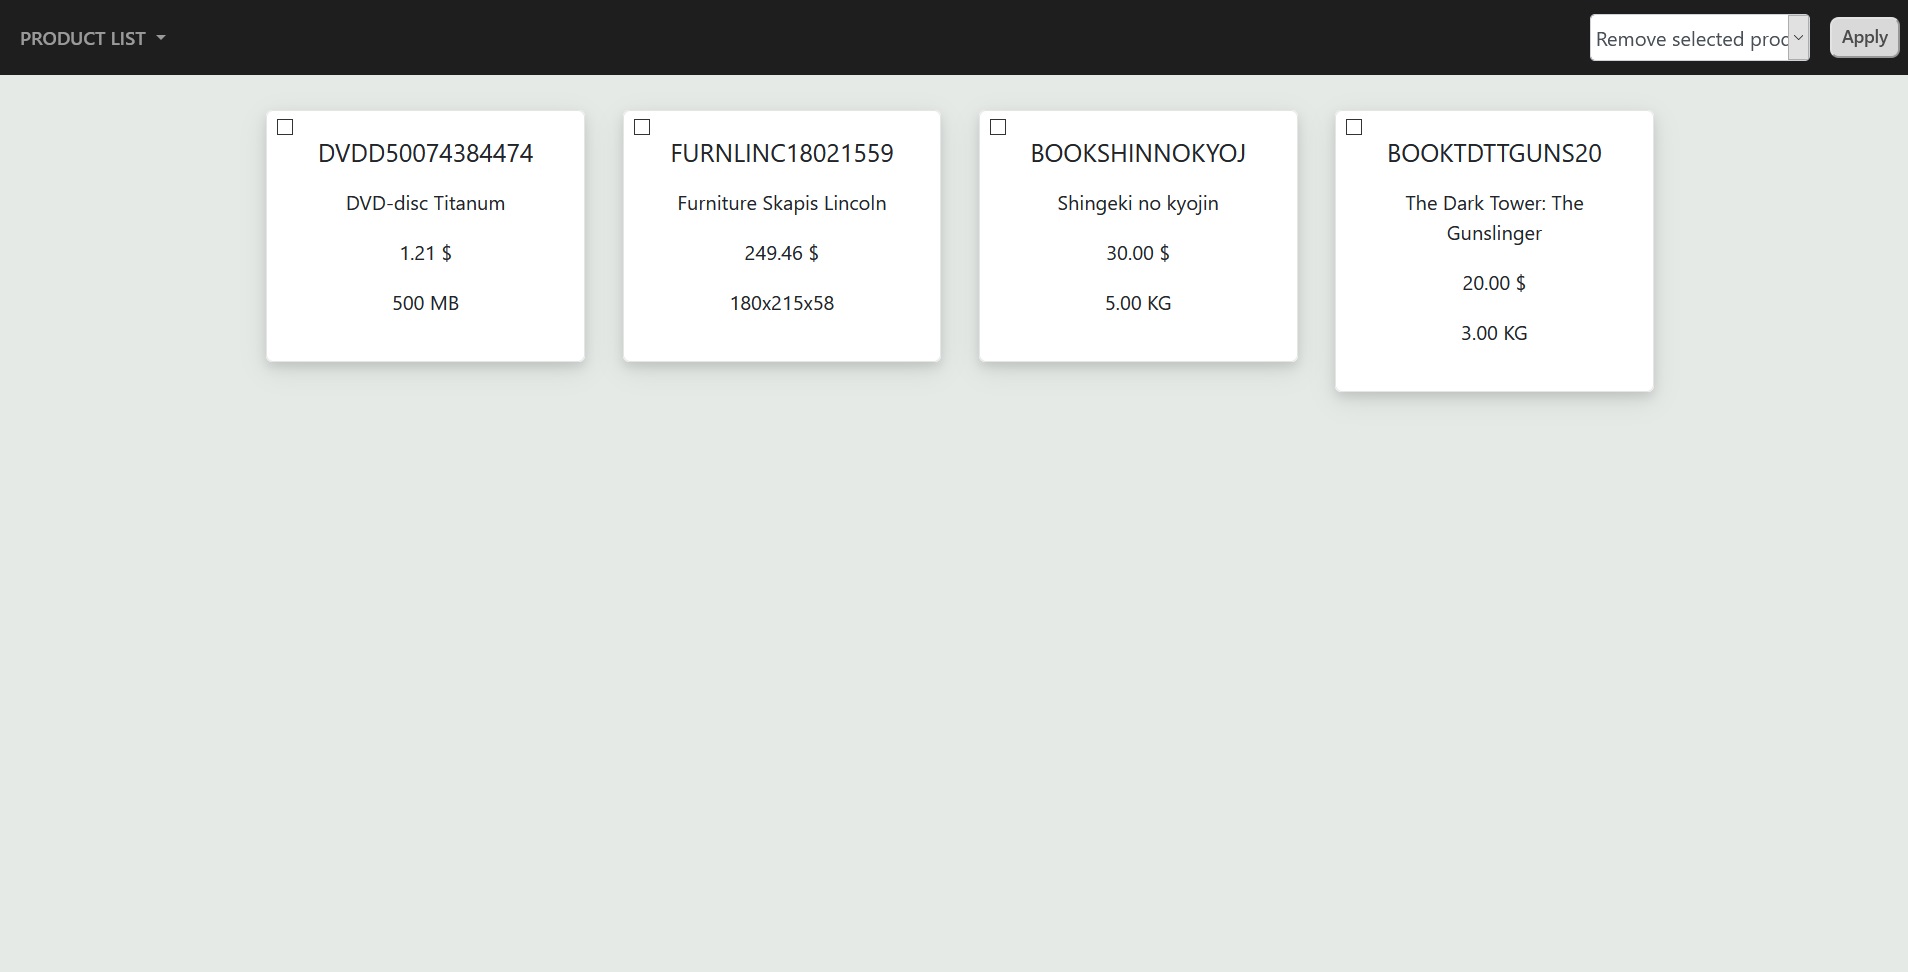 PRODUCT LIST
Remove selected prod
Apply
DVDD50074384474
DVD-disc Titanum
1.21 $
500 MB
FURNLINC18021559
Furniture Skapis Lincoln
249.46 $
180x215x58
BOOKSHINNOKYOJ
Shingeki no kyojin
30.00 $
5.00 KG
BOOKTDTTGUNS20
The Dark Tower: The
Gunslinger
20.00 $
3.00 KG